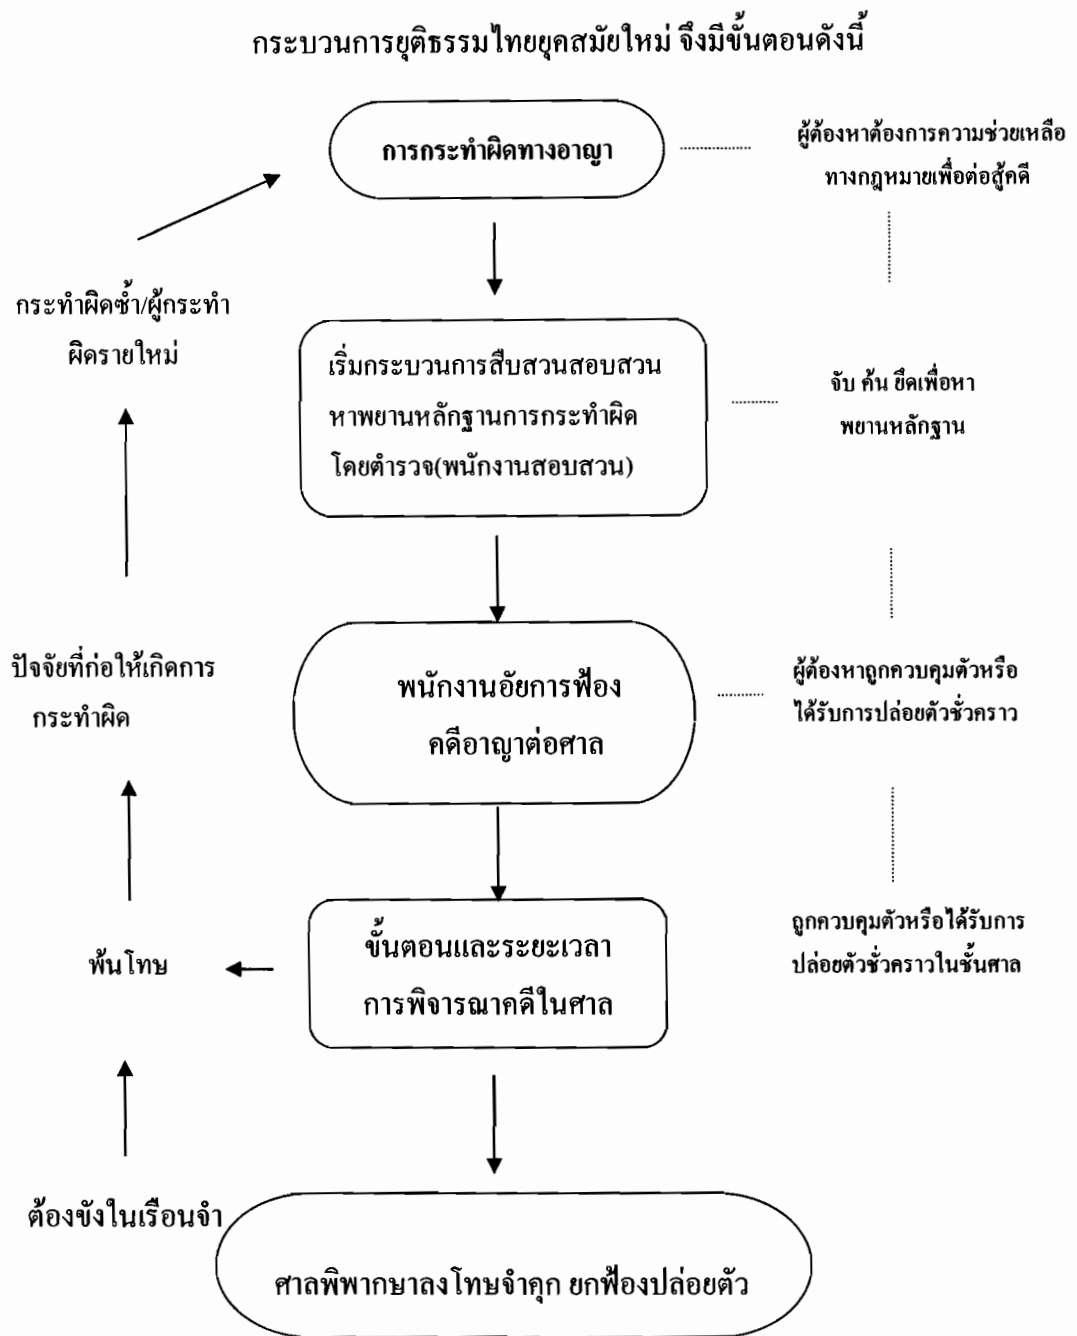 กระบวนการยุติธรรมไทยยุคสมัยใหม่ จึงมีขั้นตอนดังนี้
การกระทำผิดทางอาญา
ผู้ต้องหาต้องการความช่วยเหลือ
ทางกฎหมายเพื่อต่อสู้คดี
กระทำผิดซ้ำ/ผู้กระทำ
ผิดรายใหม่
เริ่มกระบวนการสืบสวนสอบสวน
หาพยานหลักฐานการกระทำผิด
โดยตำรวจ(พนักงานสอบสวน)
จับ ค้น ยึดเพื่อหา
พยานหลักฐาน
ปัจจัยที่ก่อให้เกิดการ
กระทำผิด
พนักงานอัยการฟ้อง
คดีอาญาต่อศาล
ผู้ต้องหาถูกควบคุมตัวหรือ
ได้รับการปล่อยตัวชั่วคราว
พ้นโทษ
ขั้นตอนและระยะเวลา
การพิจารณาคดีในศาล
ถูกควบคุมตัวหรือได้รับการ
ปล่อยตัวชั่วคราวในชั้นศาล
ต้องขังในเรือนจำ
ศาลพิพากษาลงโทษจำคุก ยกฟ้องปล่อยตัว